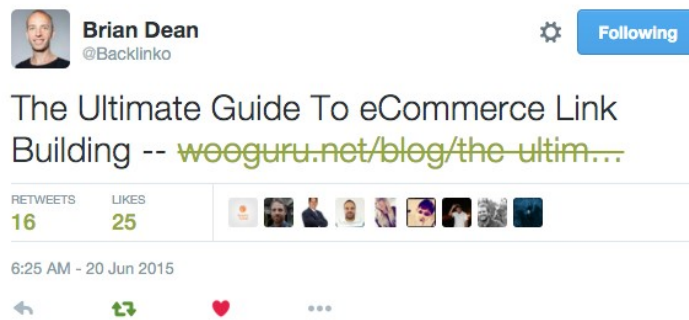 Brian Dean
@Backlinko
Following
The Ultimate Guide To eCommerce Link
Building -- wooguru.net/blog/the-ultim…
RETWEETS
LIKES
16
25
6:25 AM - 20 Jun 2015